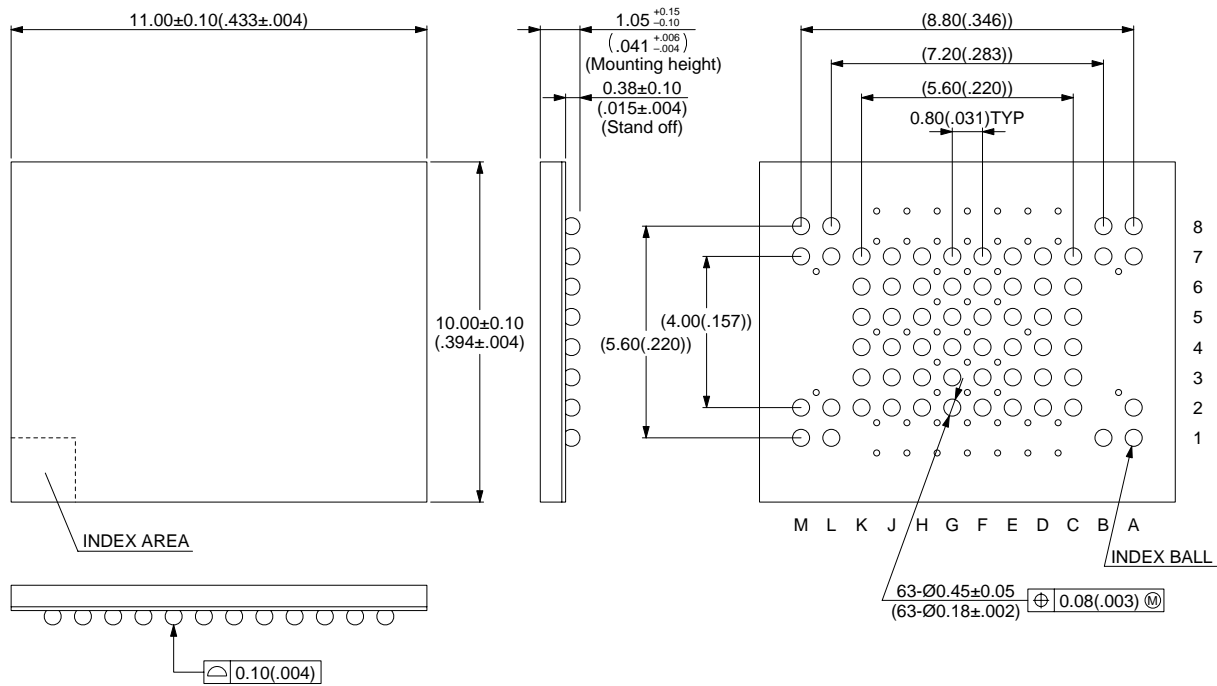 11.00±0.10(.433±.004)
1.05 +0.15 −0.10
(.041 +.006 −.004)
(Mounting height)
0.38±0.10
(.015±.004)
(Stand off)
(8.80(.346))
(7.20(.283))
(5.60(.220))
0.80(.031)TYP
10.00±0.10
(.394±.004)
(5.60(.220))
(4.00(.157))
8
7
6
5
4
3
2
1
M L K J H G F E D C B A
INDEX AREA
INDEX BALL
63-Ø0.45±0.05
(63-Ø0.18±.002)
⌖ 0.08(.003) Ⓜ
⌓ 0.10(.004)